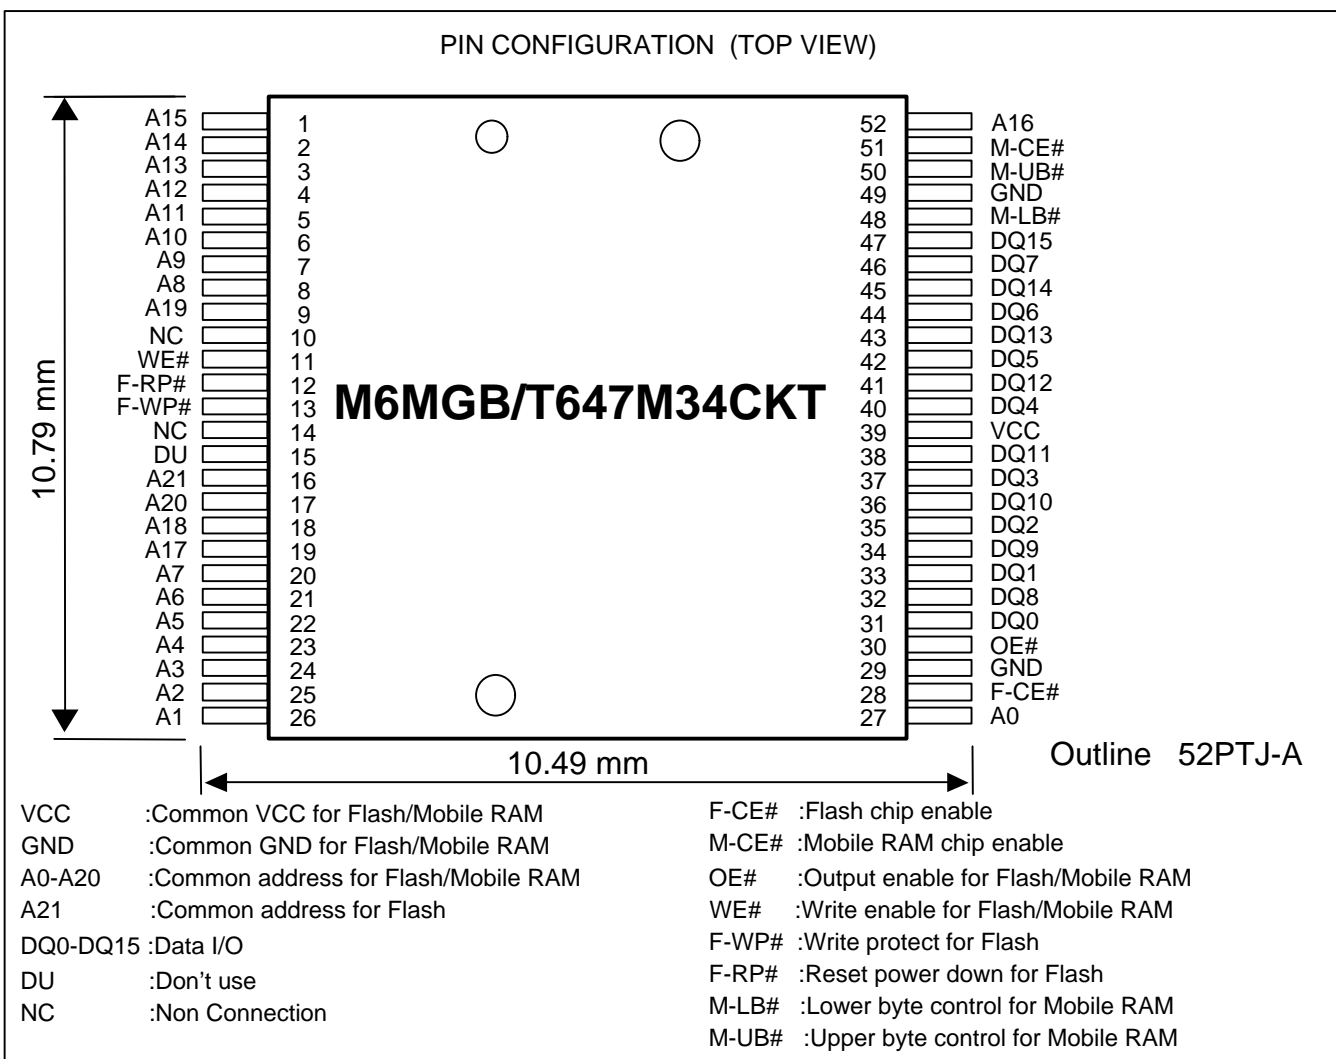 PIN CONFIGURATION (TOP VIEW)
A15 1 52 A16
A14 2 51 M-CE#
A13 3 50 M-UB#
A12 4 49 GND
A11 5 48 M-LB#
A10 6 47 DQ15
A9 7 46 DQ7
A8 8 45 DQ14
A19 9 44 DQ6
NC 10 43 DQ13
WE# 11 42 DQ5
F-RP# 12 41 DQ12
F-WP# 13 40 DQ4
NC 14 39 VCC
DU 15 38 DQ11
A21 16 37 DQ3
A20 17 36 DQ10
A18 18 35 DQ2
A17 19 34 DQ9
A7 20 33 DQ1
A6 21 32 DQ8
A5 22 31 DQ0
A4 23 30 OE#
A3 24 29 GND
A2 25 28 F-CE#
A1 26 27 A0
M6MGB/T647M34CKT
10.79 mm
10.49 mm
Outline 52PTJ-A
VCC :Common VCC for Flash/Mobile RAM
GND :Common GND for Flash/Mobile RAM
A0-A20 :Common address for Flash/Mobile RAM
A21 :Common address for Flash
DQ0-DQ15 :Data I/O
DU :Don't use
NC :Non Connection
F-CE# :Flash chip enable
M-CE# :Mobile RAM chip enable
OE# :Output enable for Flash/Mobile RAM
WE# :Write enable for Flash/Mobile RAM
F-WP# :Write protect for Flash
F-RP# :Reset power down for Flash
M-LB# :Lower byte control for Mobile RAM
M-UB# :Upper byte control for Mobile RAM